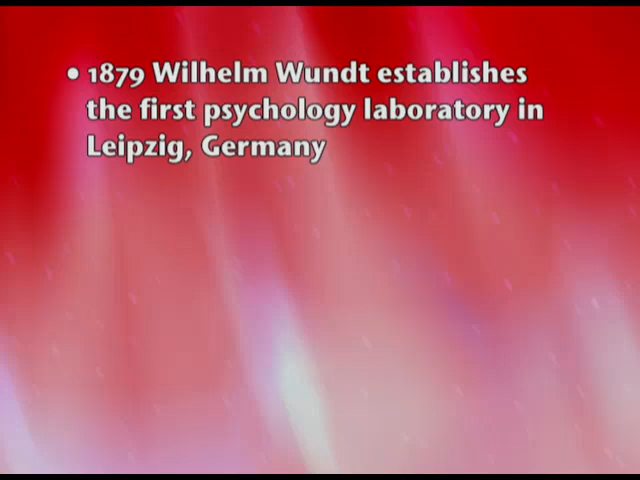 • 1879 Wilhelm Wundt establishes
the first psychology laboratory in
Leipzig, Germany